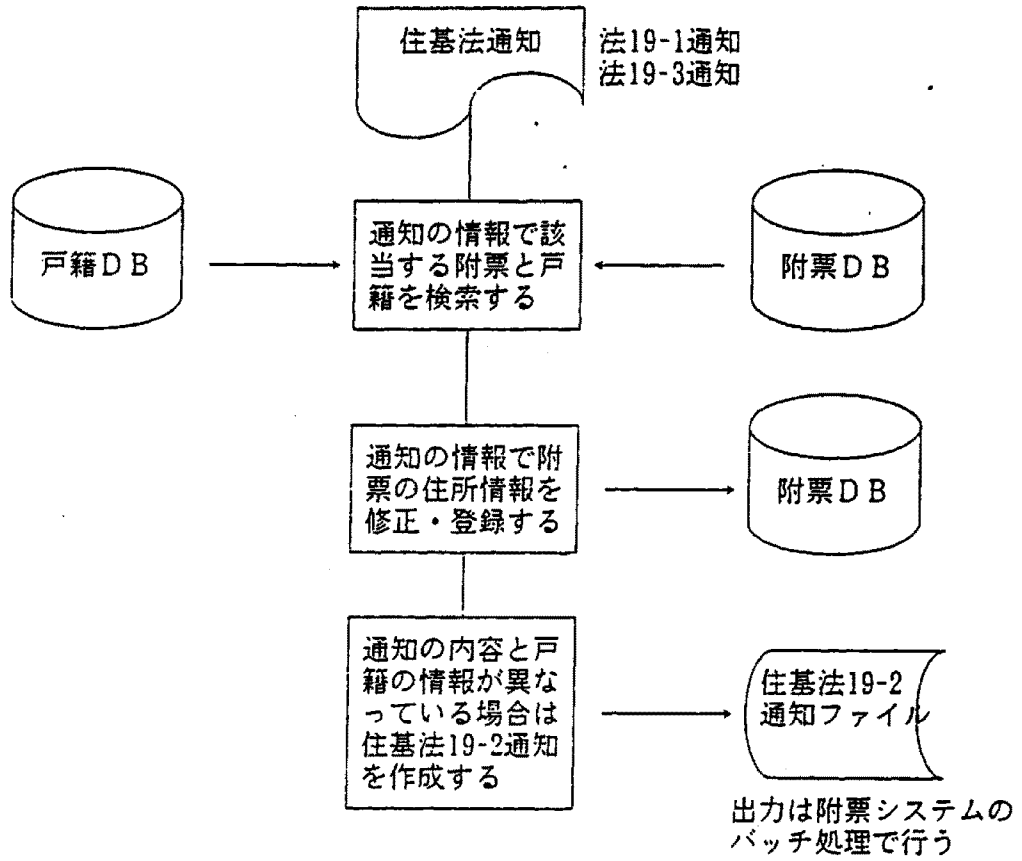 住基法通知
法19-1通知
法19-3通知
戸籍DB
通知の情報で該
当する附票と戸
籍を検索する
附票DB
通知の情報で附
票の住所情報を
修正・登録する
附票DB
通知の内容と戸
籍の情報が異な
っている場合は
住基法19-2通知
を作成する
住基法19-2
通知ファイル
出力は附票システムの
バッチ処理で行う